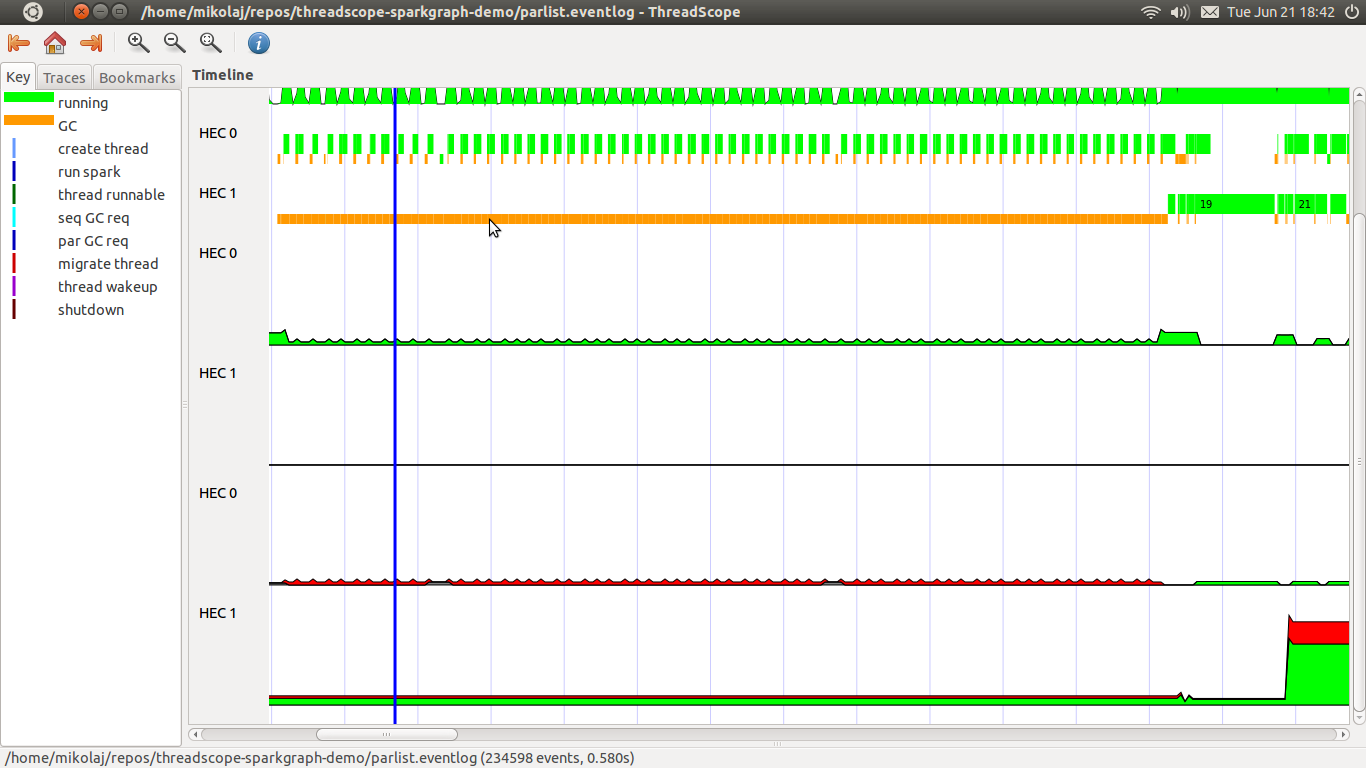 /home/mikolaj/repos/threadscope-sparkgraph-demo/parlist.eventlog - ThreadScope
Tue Jun 21 18:42
Key
Traces
Bookmarks
Timeline
running
GC
create thread
run spark
thread runnable
seq GC req
par GC req
migrate thread
thread wakeup
shutdown
HEC 0
HEC 1
19
21
HEC 0
HEC 1
HEC 0
HEC 1
/home/mikolaj/repos/threadscope-sparkgraph-demo/parlist.eventlog (234598 events, 0.580s)